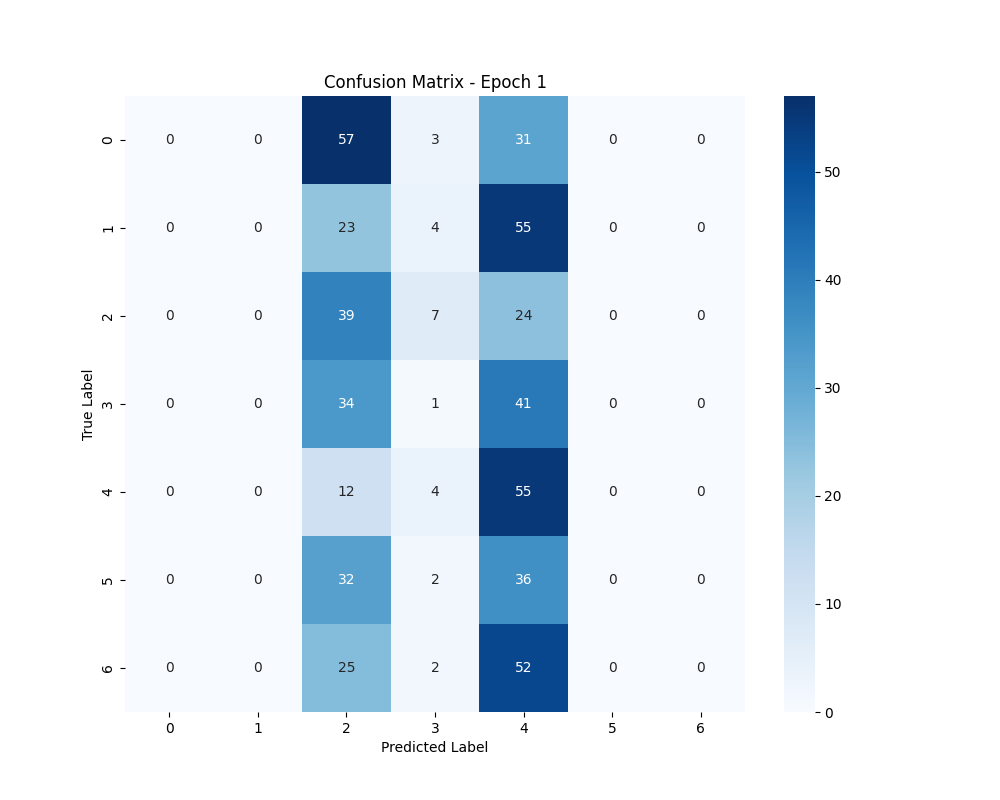 Confusion Matrix - Epoch 1
0 0 0 57 3 31 0 0
1 0 0 23 4 55 0 0
2 0 0 39 7 24 0 0
3 0 0 34 1 41 0 0
4 0 0 12 4 55 0 0
5 0 0 32 2 36 0 0
6 0 0 25 2 52 0 0
0 1 2 3 4 5 6
True Label
Predicted Label
50
40
30
20
10
0